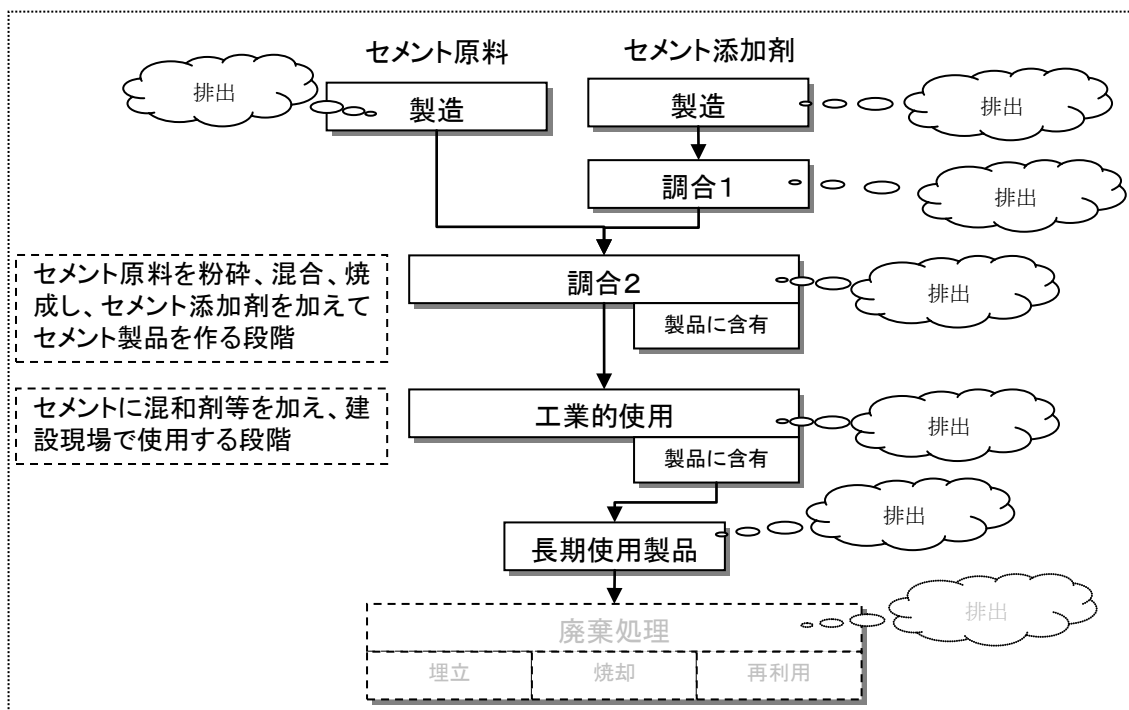 セメント原料
セメント添加剤
排出
製造
製造
排出
調合1
排出
セメント原料を粉砕、混合、焼
成し、セメント添加剤を加えて
セメント製品を作る段階
調合2
排出
製品に含有
セメントに混和剤等を加え、建
設現場で使用する段階
工業的使用
排出
製品に含有
排出
長期使用製品
排出
廃棄処理
埋立
焼却
再利用